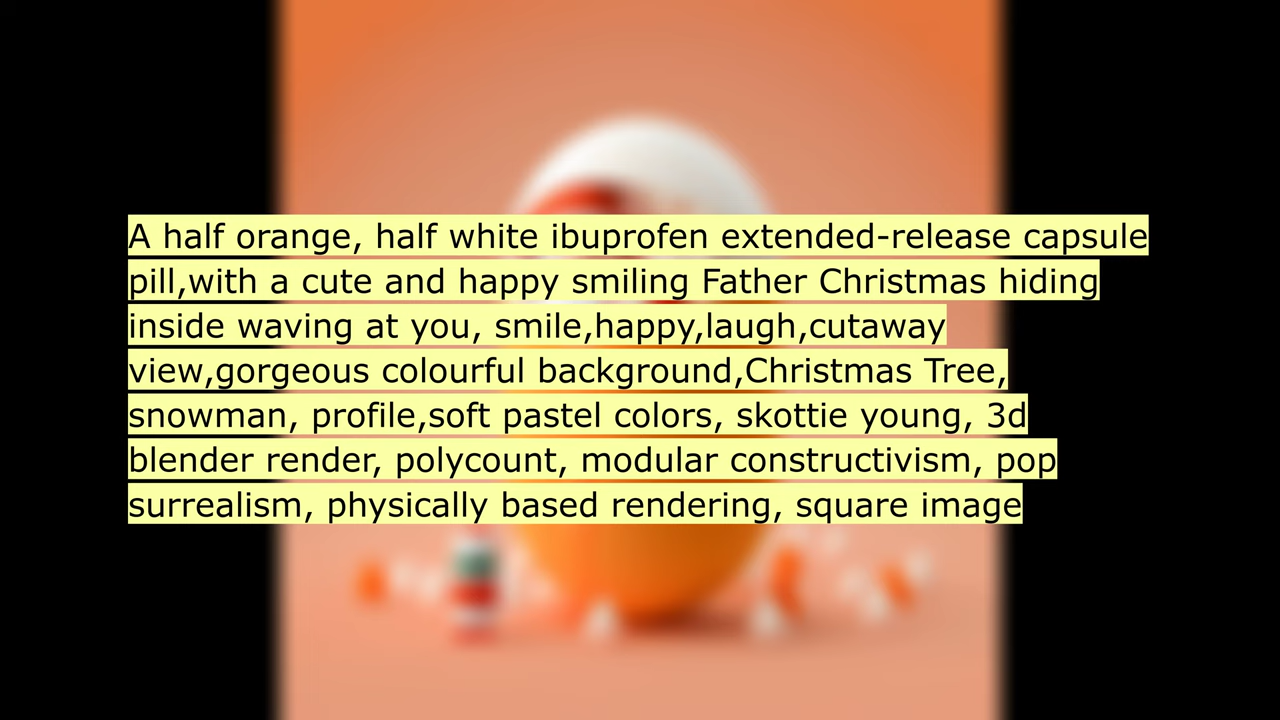 A half orange, half white ibuprofen extended-release capsule
pill,with a cute and happy smiling Father Christmas hiding
inside waving at you, smile,happy,laugh,cutaway
view,gorgeous colourful background,Christmas Tree,
snowman, profile,soft pastel colors, skottie young, 3d
blender render, polycount, modular constructivism, pop
surrealism, physically based rendering, square image